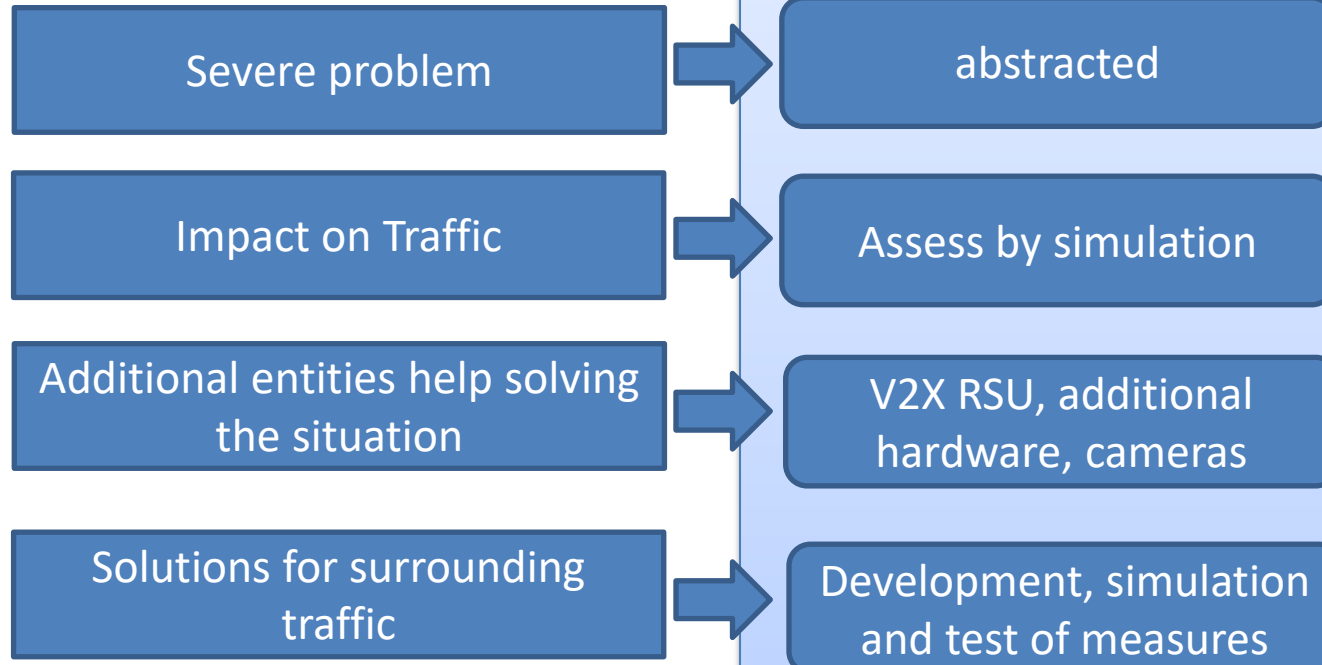 Severe problem
abstracted
Impact on Traffic
Assess by simulation
Additional entities help solving
the situation
V2X RSU, additional
hardware, cameras
Solutions for surrounding
traffic
Development, simulation
and test of measures